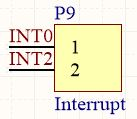 P9
INT0 1
INT2 2
Interrupt